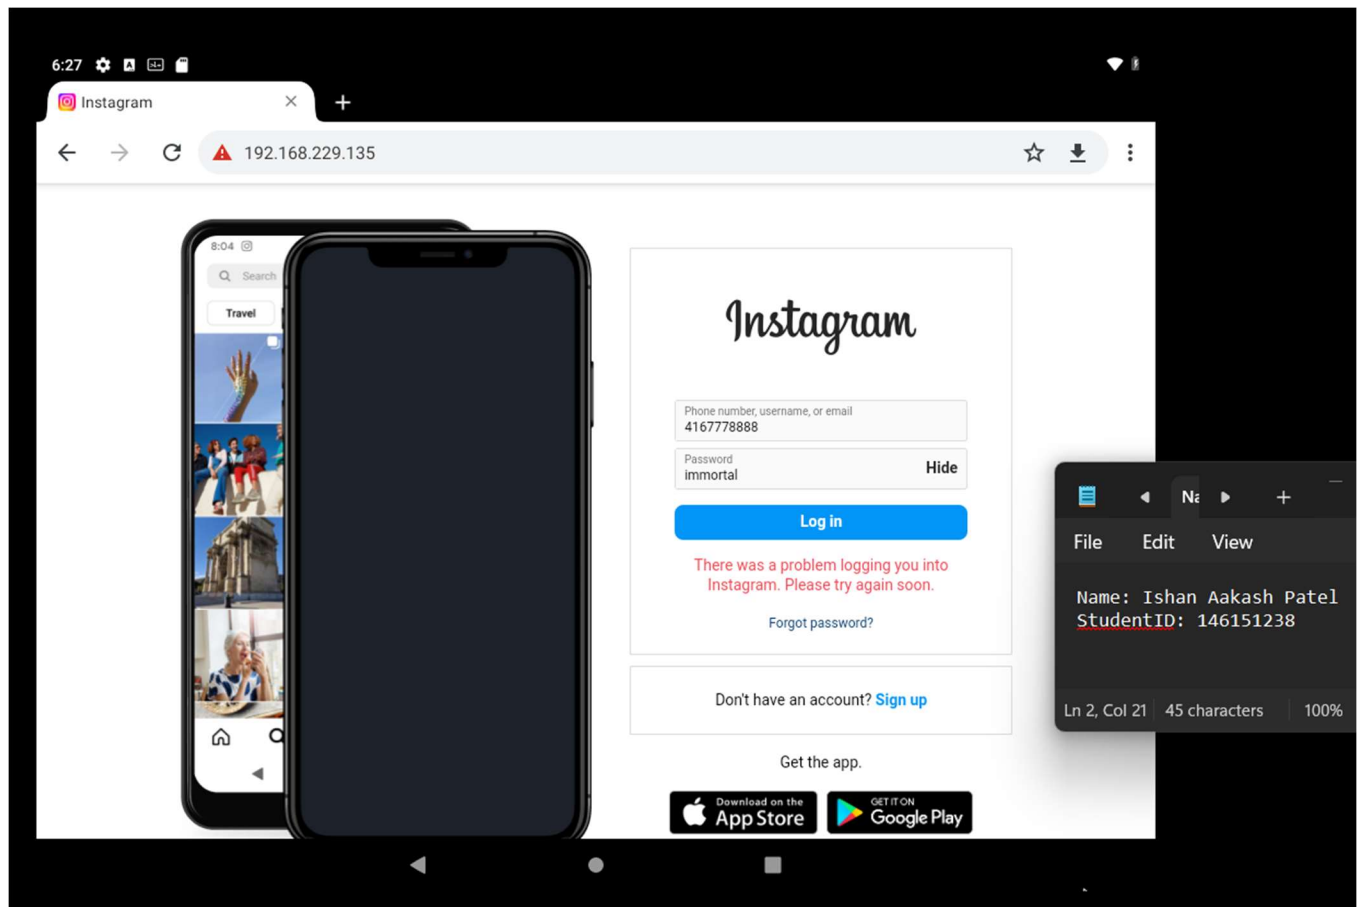 6:27
Instagram
192.168.229.135
8:04
Search
Travel
Instagram
Phone number, username, or email
4167778888
Password
immortal
Hide
Log in
There was a problem logging you into
Instagram. Please try again soon.
Forgot password?
Don't have an account? Sign up
Get the app.
Download on the
App Store
GET IT ON
Google Play
File
Edit
View
Name: Ishan Aakash Patel
StudentID: 146151238
Ln 2, Col 21
45 characters
100%